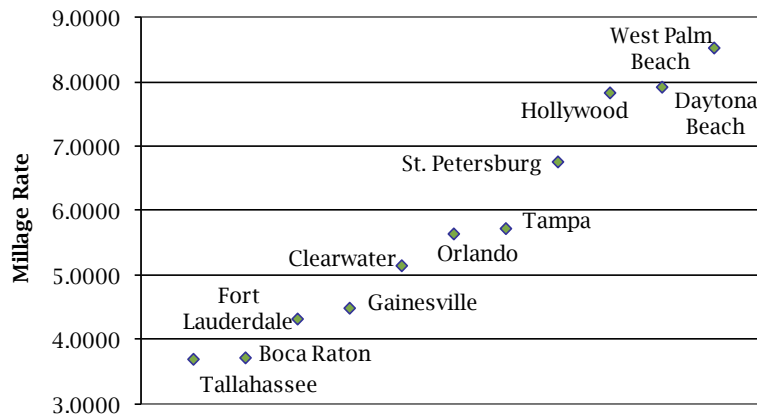 9.0000
West Palm
Beach
8.0000
Hollywood
Daytona
Beach
7.0000
St. Petersburg
Millage Rate
6.0000
Tampa
Orlando
Clearwater
5.0000
Fort
Lauderdale
Gainesville
4.0000
Boca Raton
Tallahassee
3.0000